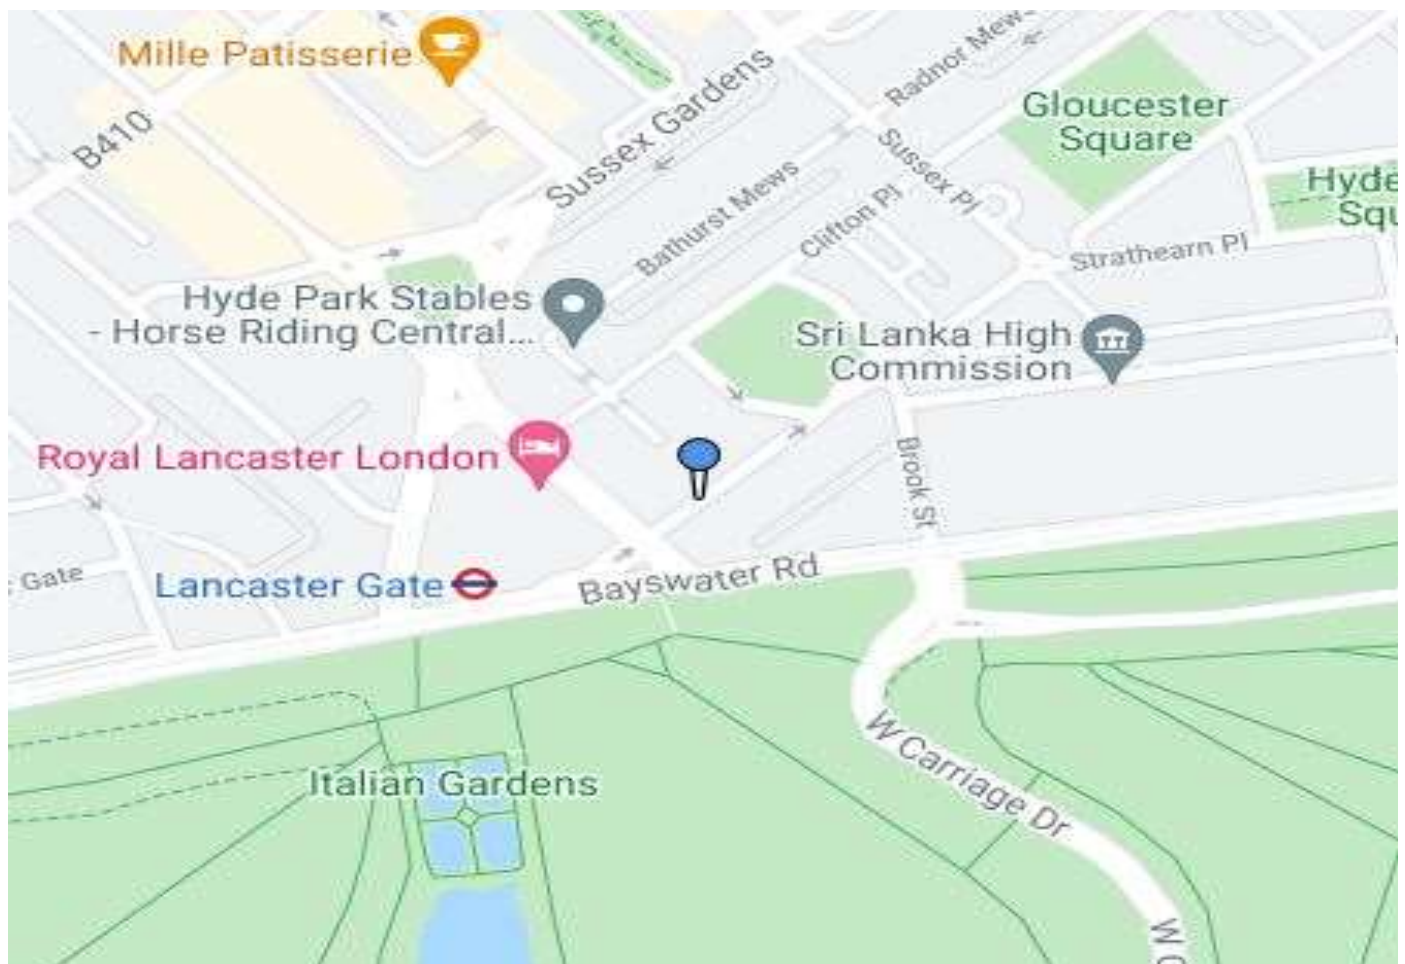 Mille Patisserie
B410
Sussex Gardens
Radnor Mews
Gloucester
Square
Sussex Pl
Hyde
Squ
Bathurst Mews
Clifton Pl
Strathearn Pl
Hyde Park Stables
- Horse Riding Central...
Sri Lanka High
Commission
Royal Lancaster London
Brook St
Gate
Lancaster Gate
Bayswater Rd
Italian Gardens
W Carriage Dr
W C